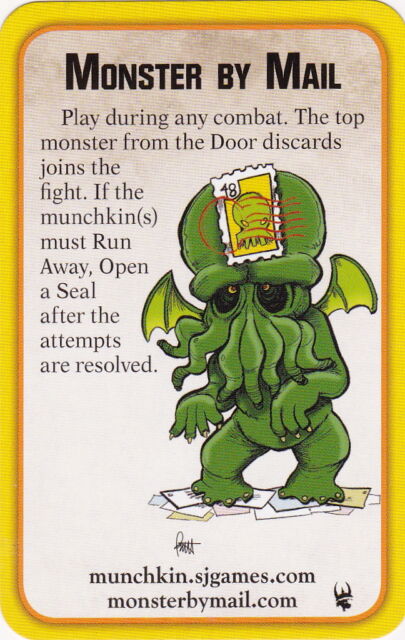 MONSTER BY MAIL
Play during any combat. The top
monster from the Door discards
joins the
fight. If the
munchkin(s)
must Run
Away, Open
a Seal
after the
attempts
are resolved.
48
munchkin.sjgames.com
monsterbymail.com